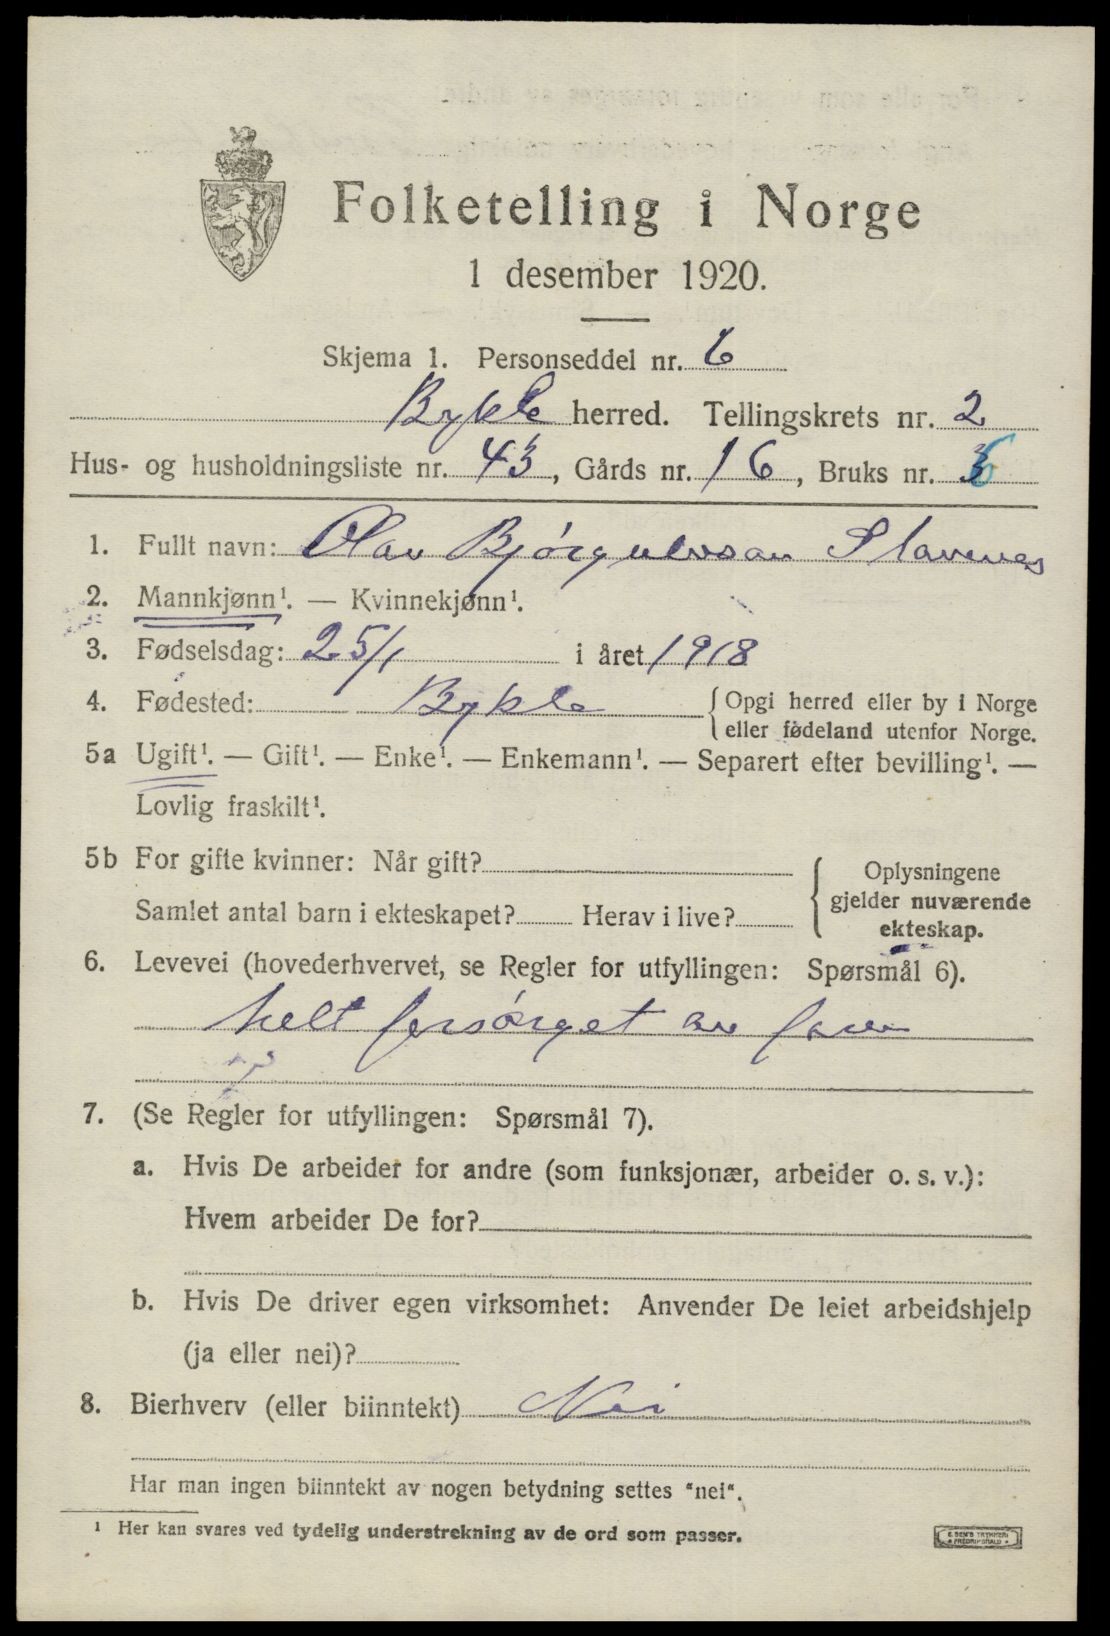 Folketelling i Norge
1 desember 1920.
Skjema 1. Personseddel nr. 6
Bykle herred. Tellingskrets nr. 2
Hus- og husholdningsliste nr. 43, Gårds nr. 16, Bruks nr. 6
1. Fullt navn: Olav Bjørgulvson Stavenes
2. Mannkjønn¹. — Kvinnekjønn¹.
3. Fødselsdag: 25/1 i året 1918
4. Fødested: Bykle {Opgi herred eller by i Norge
eller fødeland utenfor Norge.
5a Ugift¹. — Gift¹. — Enke¹. — Enkemann¹. — Separert efter bevilling¹. —
Lovlig fraskilt¹.
5b For gifte kvinner: Når gift?
Samlet antal barn i ekteskapet? Herav i live?
Oplysningene
gjelder nuværende
ekteskap.
6. Levevei (hovederhvervet, se Regler for utfyllingen: Spørsmål 6).
helt forsørget av faren
7. (Se Regler for utfyllingen: Spørsmål 7).
a. Hvis De arbeider for andre (som funksjonær, arbeider o. s. v.):
Hvem arbeider De for?
b. Hvis De driver egen virksomhet: Anvender De leiet arbeidshjelp
(ja eller nei)?
8. Bierhverv (eller biinntekt) Nei
Har man ingen biinntekt av nogen betydning settes "nei".
¹ Her kan svares ved tydelig understrekning av de ord som passer.